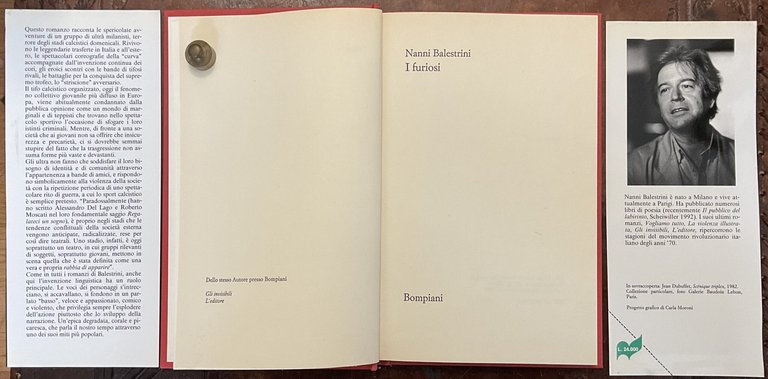 Questo romanzo racconta le spericolate av-
venture di un gruppo di ultrà milanisti, ter-
rore degli stadi calcistici domenicali. Rivivo-
no le leggendarie trasferte in Italia e all'este-
ro, le spettacolari coreografie della "curva"
accompagnate dall'invenzione continua dei
cori, gli eroici scontri con le bande di tifosi
rivali, le battaglie per la conquista del supre-
mo trofeo, lo "striscione" avversario.
Il tifo calcistico organizzato, oggi il fenome-
no collettivo giovanile più diffuso in Euro-
pa, viene abitualmente condannato dalla
pubblica opinione come un mondo di margi-
nali e di teppisti che trovano nello spetta-
colo sportivo l'occasione di sfogare i loro
istinti criminali. Mentre, di fronte a una so-
cietà che ai giovani non sa offrire che insicu-
rezza e precarietà, ci si dovrebbe semmai
stupire del fatto che la trasgressione non as-
suma forme più vaste e devastanti.
Gli ultra non fanno che soddisfare il loro bi-
sogno di identità e di comunità attraverso
l'appartenenza a bande di amici, e rispondo-
no simbolicamente alla violenza della socie-
tà con la ripetizione periodica di uno spetta-
colare rito di guerra, a cui lo sport calcistico
è semplice pretesto. "Paradossalmente (han-
no scritto Alessandro Dal Lago e Roberto
Moscati nel loro fondamentale saggio Rega-
lateci un sogno), è proprio negli stadi che le
tendenze conflittuali della società esterna
vengono anticipate, radicalizzate, rese per
così dire teatrali. Uno stadio, infatti, è oggi
soprattutto un teatro, in cui gruppi rilevanti
di soggetti, soprattutto giovani, mettono in
scena quella che è stata definita come una
vera e propria rabbia di apparire".
Come in tutti i romanzi di Balestrini, anche
qui l'invenzione linguistica ha un ruolo
principale. Le voci dei personaggi s'intrec-
ciano, si accavallano, si fondono in un par-
lato "basso", veloce e appassionato, comico
e violento, che privilegia sempre l'esplodere
dell'azione piuttosto che lo sviluppo della
narrazione. Un'epica degradata, corale e pi-
caresca, che parla il nostro tempo attraverso
uno dei suoi miti più popolari.
Dello stesso Autore presso Bompiani
Gli invisibili
L'editore
Nanni Balestrini
I furiosi
Bompiani
Nanni Balestrini è nato a Milano e vive at-
tualmente a Parigi. Ha pubblicato numerosi
libri di poesia (recentemente Il pubblico del
labirinto, Scheiwiller 1992). I suoi ultimi ro-
manzi, Vogliamo tutto, La violenza illustra-
ta, Gli invisibili, L'editore, ripercorrono le
stagioni del movimento rivoluzionario ita-
liano degli anni '70.
In sovraccoperta: Jean Dubuffet, Scénique triplex, 1982.
Collezione particolare, foto Galerie Baudoin Lebon,
Paris.
Progetto grafico di Carla Moroni
L. 24.000